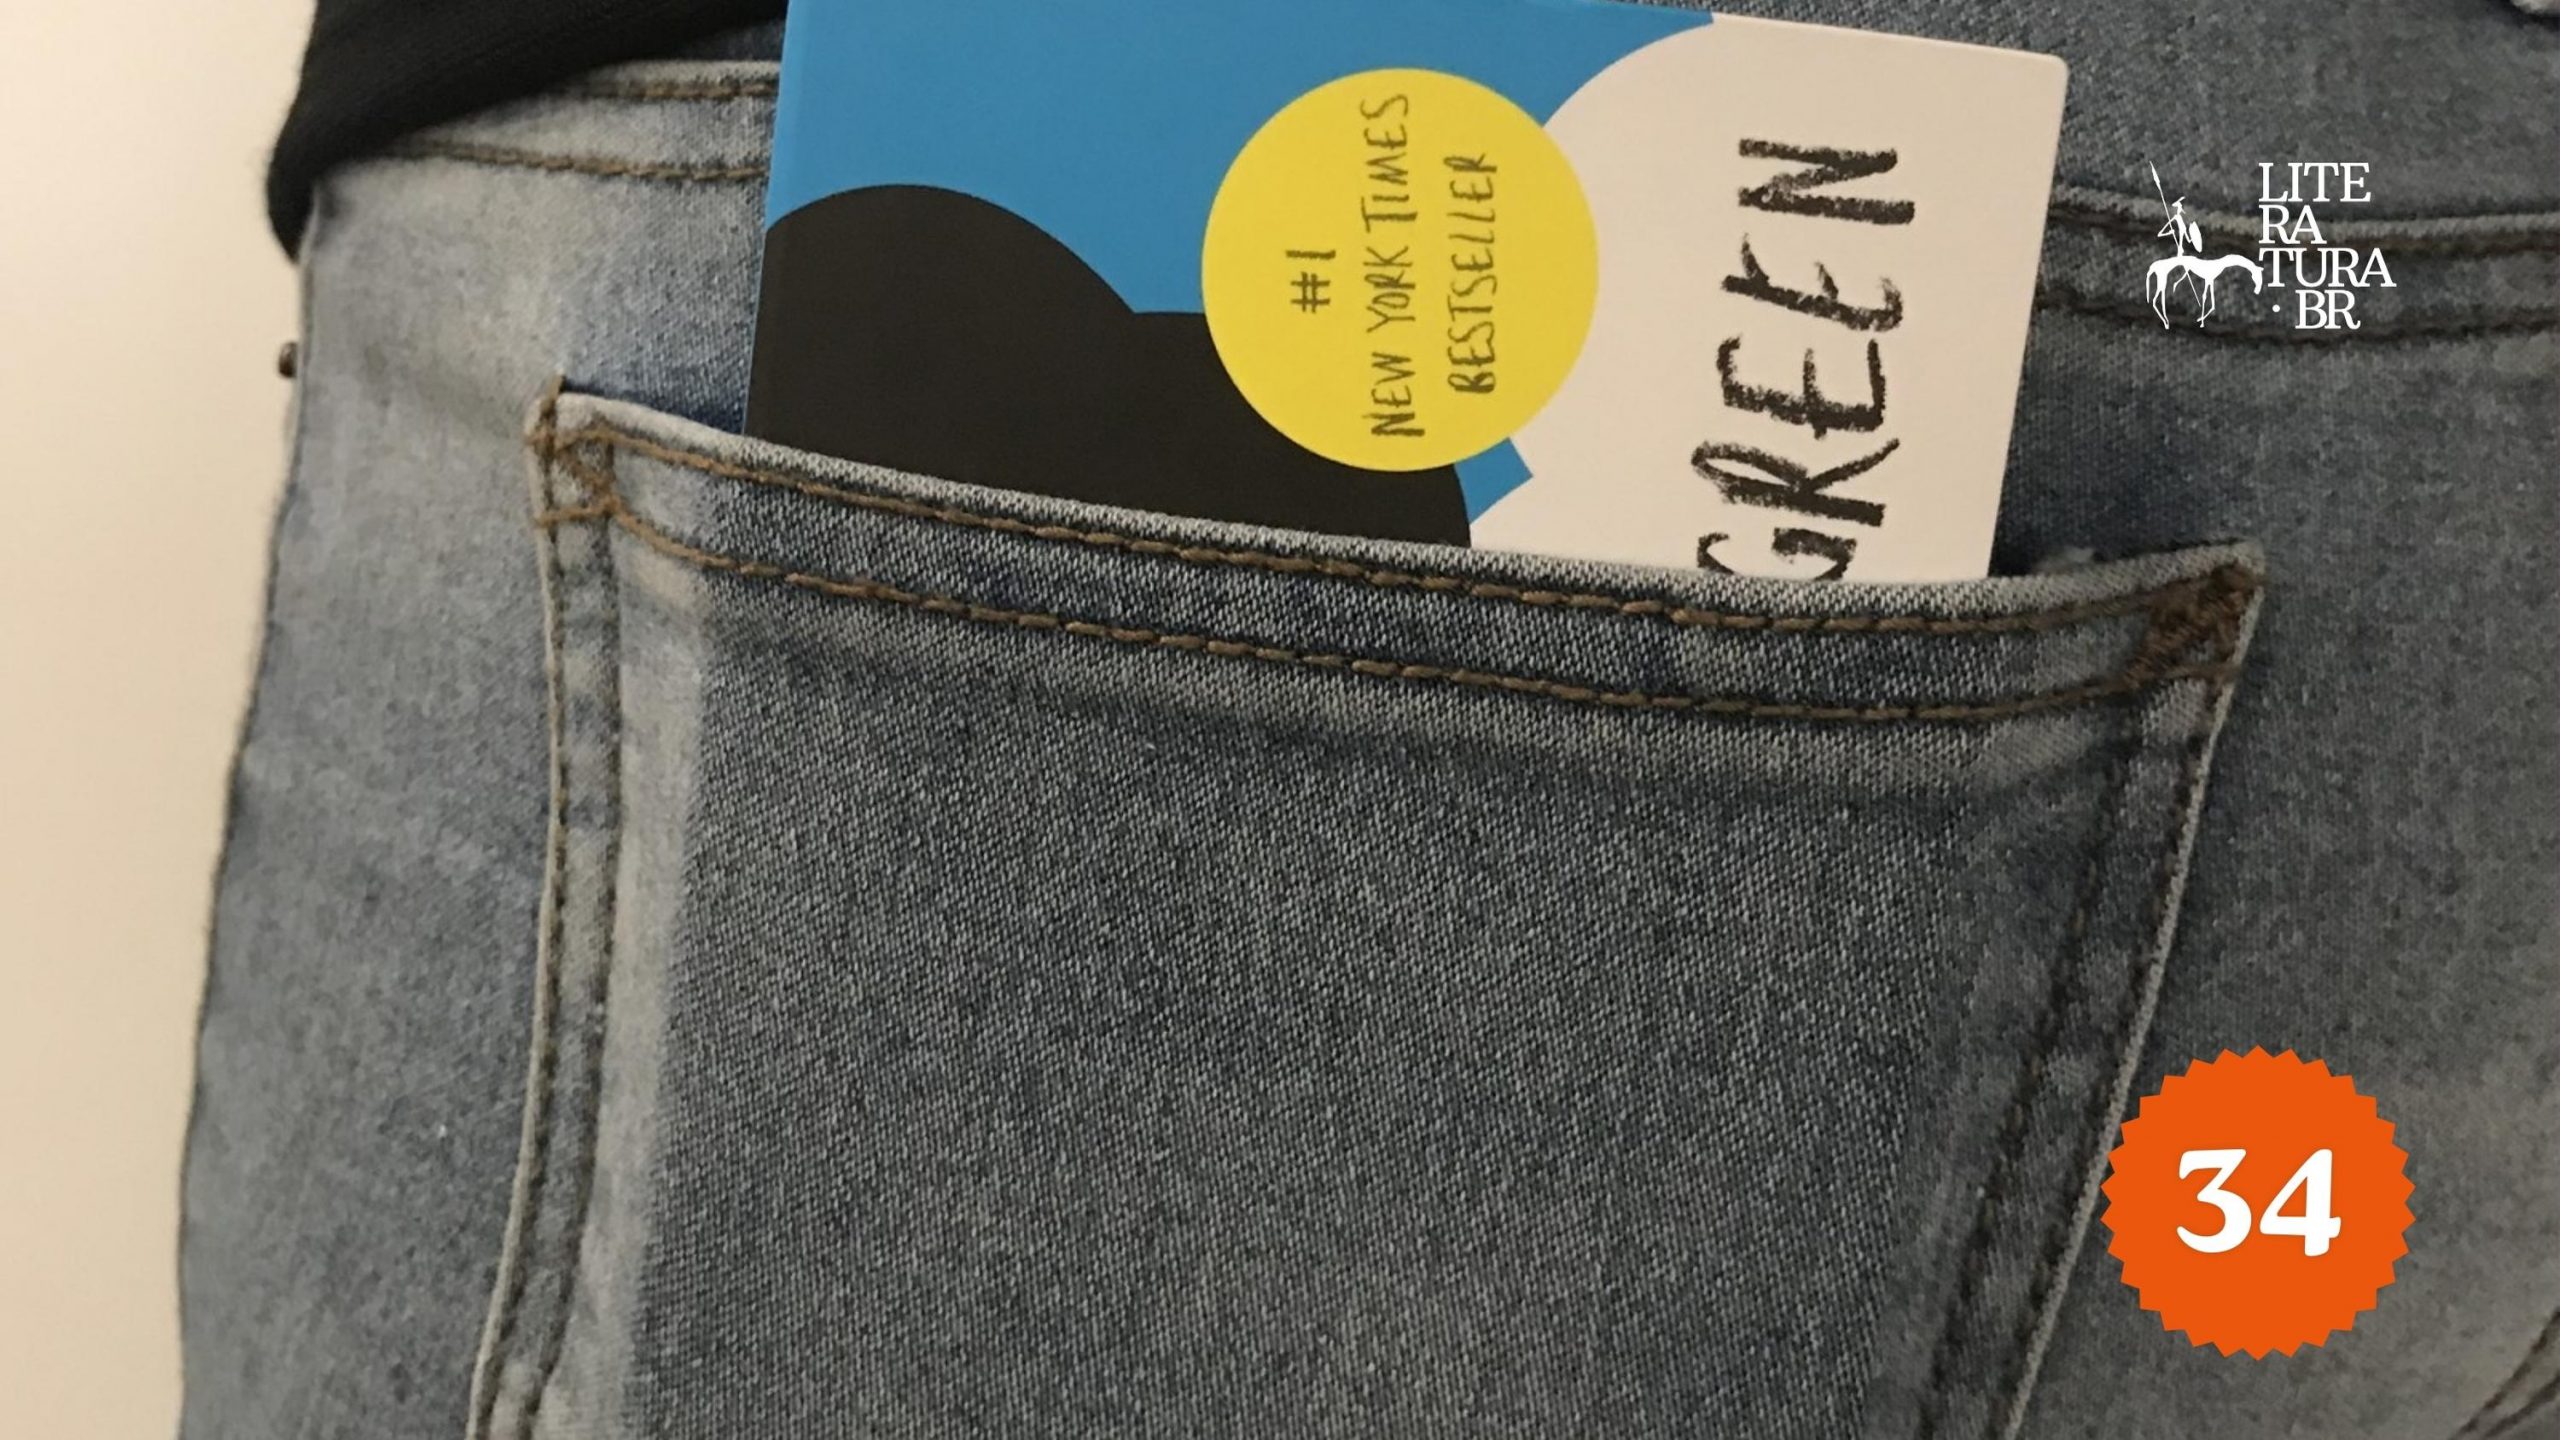 #1
NEW YORK TIMES
BESTSELLER
GREEN
LITE
RA
TURA
·BR
34